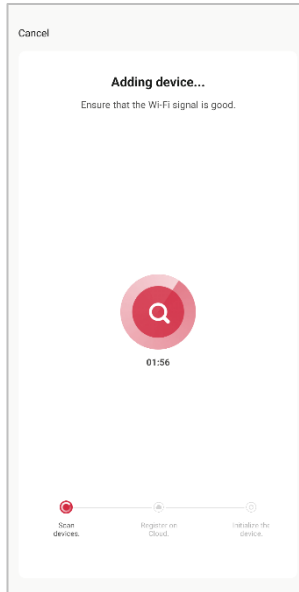 Cancel
Adding device...
Ensure that the Wi-Fi signal is good.
01:56
Scan
devices.
Register on
Cloud.
Initialize the
device.